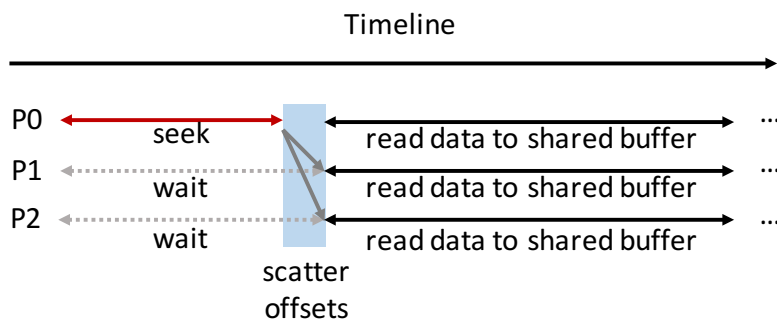 Timeline
P0
seek
read data to shared buffer
...
P1
wait
read data to shared buffer
...
P2
wait
read data to shared buffer
...
scatter
offsets